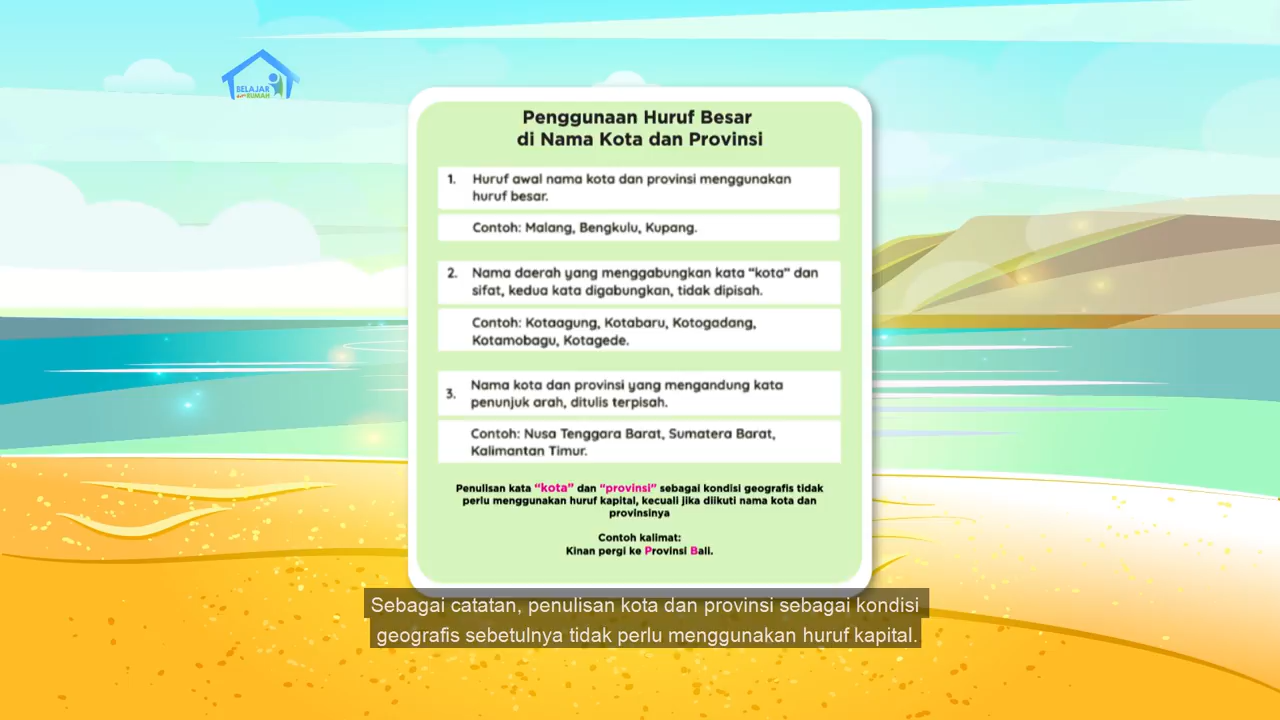 BELAJAR
dari RUMAH
Penggunaan Huruf Besar
di Nama Kota dan Provinsi
1. Huruf awal nama kota dan provinsi menggunakan
huruf besar.
Contoh: Malang, Bengkulu, Kupang.
2. Nama daerah yang menggabungkan kata “kota” dan
sifat, kedua kata digabungkan, tidak dipisah.
Contoh: Kotaagung, Kotabaru, Kotogadang,
Kotamobagu, Kotagede.
3. Nama kota dan provinsi yang mengandung kata
penunjuk arah, ditulis terpisah.
Contoh: Nusa Tenggara Barat, Sumatera Barat,
Kalimantan Timur.
Penulisan kata “kota” dan “provinsi” sebagai kondisi geografis tidak
perlu menggunakan huruf kapital, kecuali jika diikuti nama kota dan
provinsinya
Contoh kalimat:
Kinan pergi ke Provinsi Bali.
Sebagai catatan, penulisan kota dan provinsi sebagai kondisi
geografis sebetulnya tidak perlu menggunakan huruf kapital.